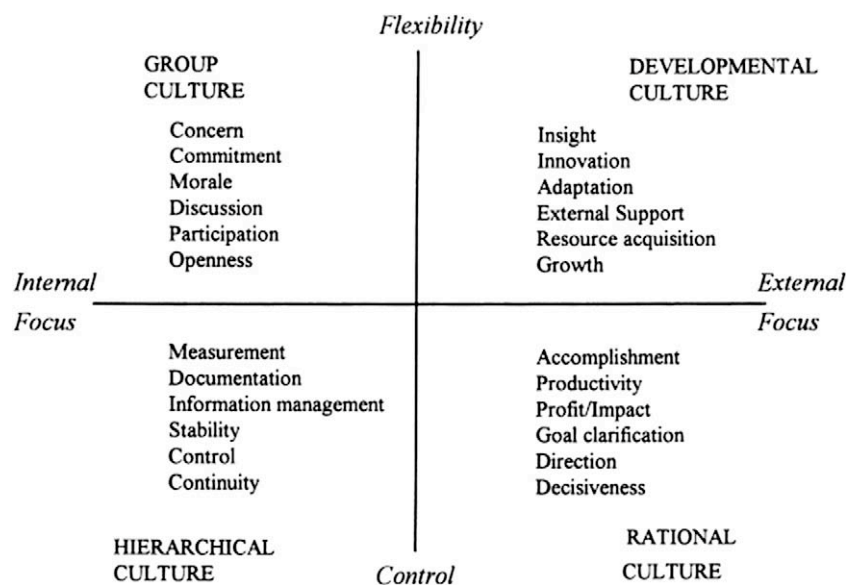 Flexibility
GROUP
CULTURE
Concern
Commitment
Morale
Discussion
Participation
Openness
DEVELOPMENTAL
CULTURE
Insight
Innovation
Adaptation
External Support
Resource acquisition
Growth
Internal
Focus
External
Focus
Measurement
Documentation
Information management
Stability
Control
Continuity
HIERARCHICAL
CULTURE
Accomplishment
Productivity
Profit/Impact
Goal clarification
Direction
Decisiveness
RATIONAL
CULTURE
Control